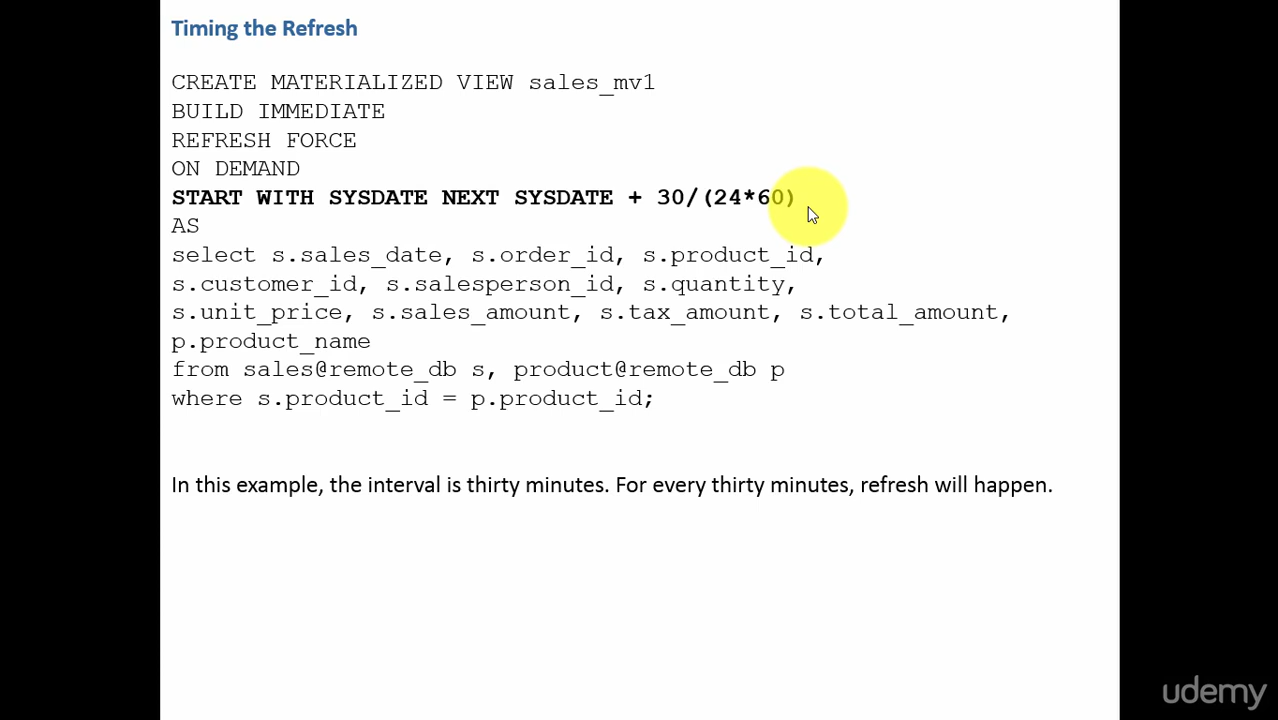 Timing the Refresh
CREATE MATERIALIZED VIEW sales_mv1
BUILD IMMEDIATE
REFRESH FORCE
ON DEMAND
START WITH SYSDATE NEXT SYSDATE + 30/(24*60)
AS
select s.sales_date, s.order_id, s.product_id,
s.customer_id, s.salesperson_id, s.quantity,
s.unit_price, s.sales_amount, s.tax_amount, s.total_amount,
p.product_name
from sales@remote_db s, product@remote_db p
where s.product_id = p.product_id;
In this example, the interval is thirty minutes. For every thirty minutes, refresh will happen.
udemy